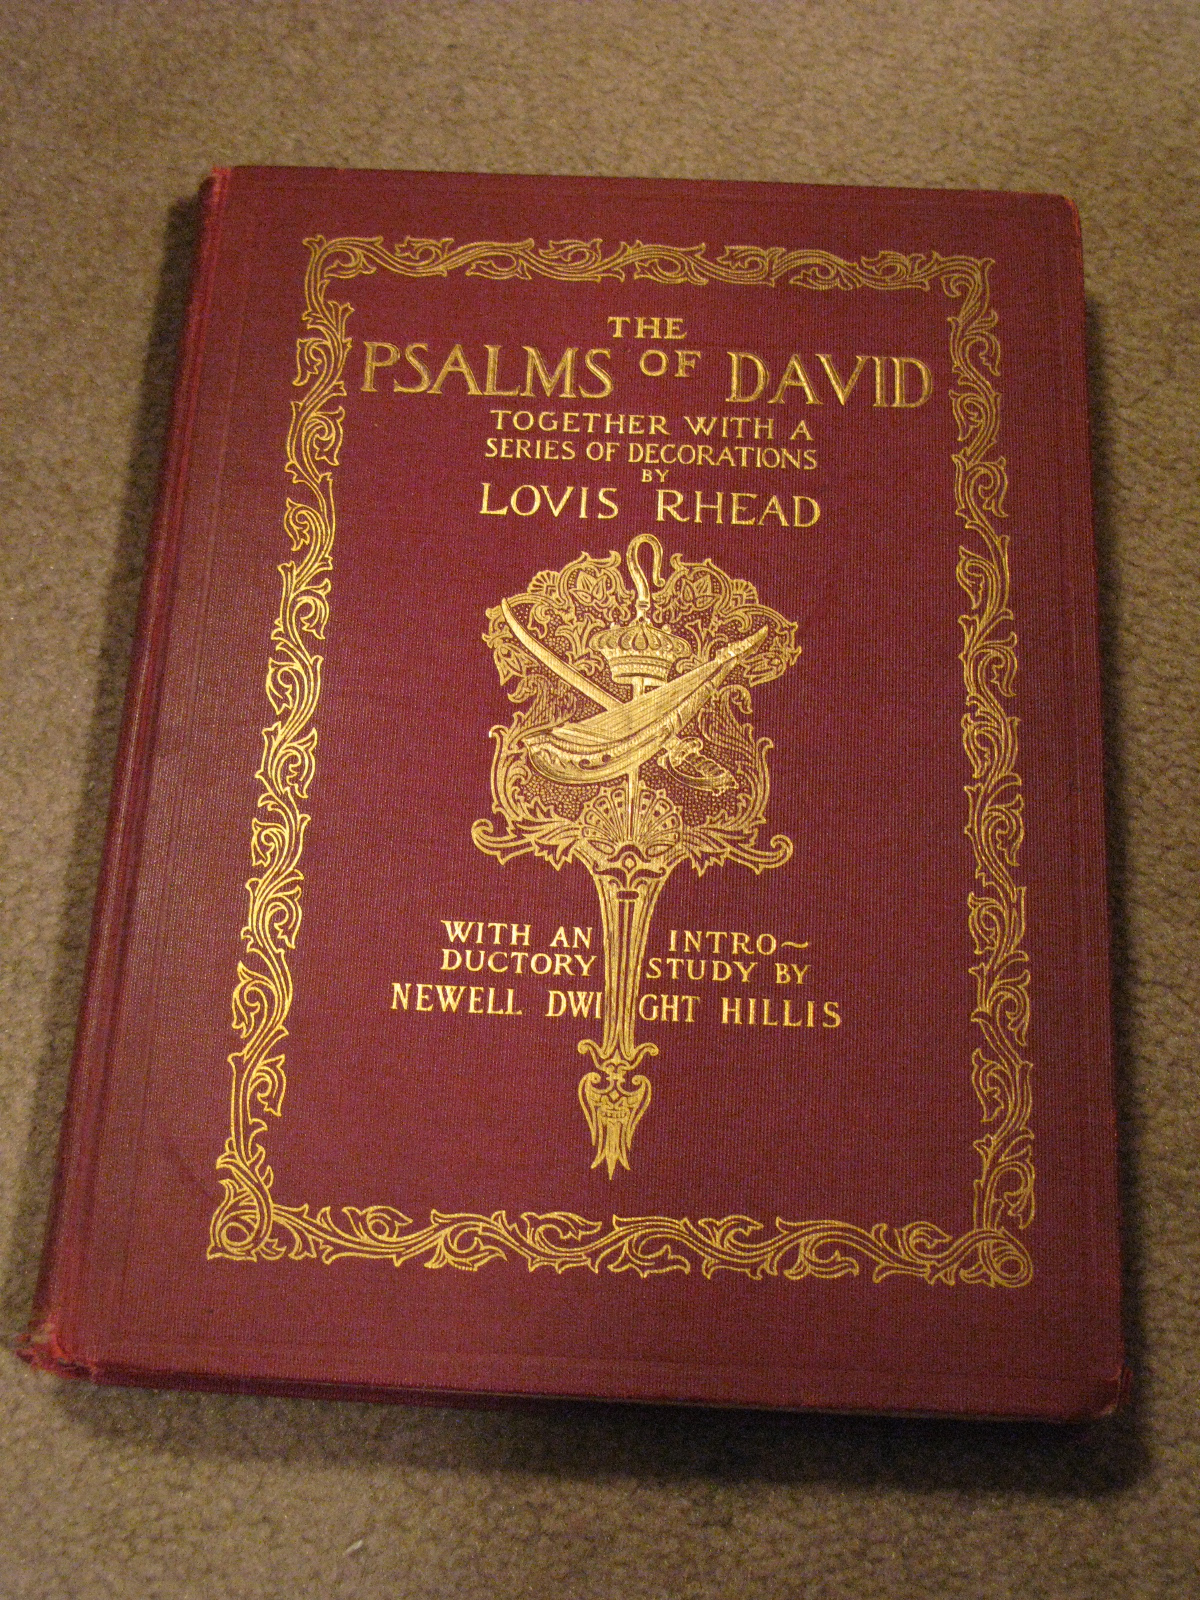 THE
PSALMS OF DAVID
TOGETHER WITH A
SERIES OF DECORATIONS
BY
LOVIS RHEAD
WITH AN INTRO~
DUCTORY STUDY BY
NEWELL DWIGHT HILLIS